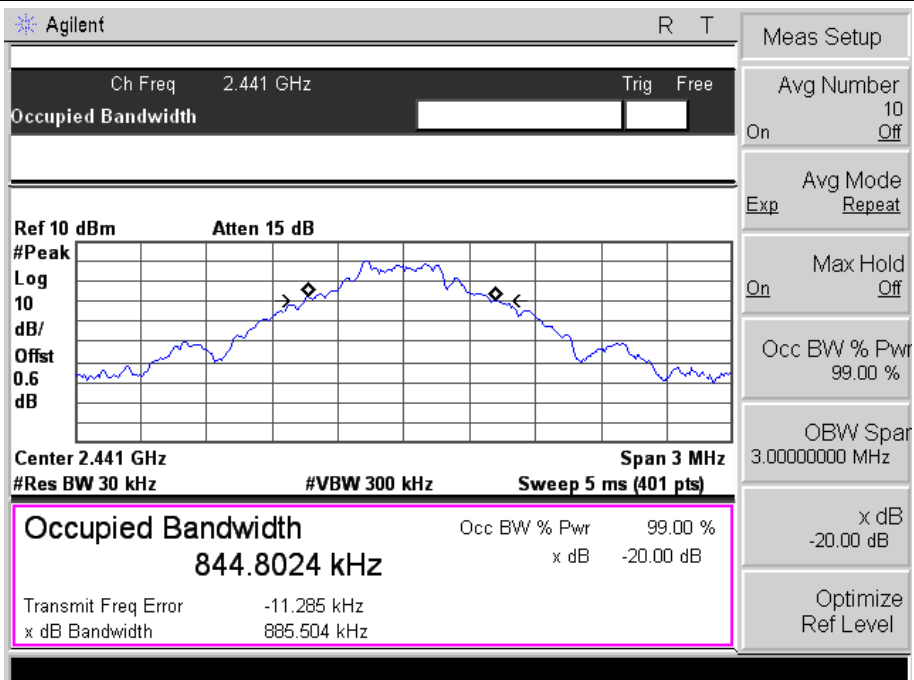 Agilent R T
Ch Freq 2.441 GHz Trig Free
Occupied Bandwidth
Ref 10 dBm Atten 15 dB
#Peak
Log
10
dB/
Offst
0.6
dB
Center 2.441 GHz Span 3 MHz
#Res BW 30 kHz #VBW 300 kHz Sweep 5 ms (401 pts)
Occupied Bandwidth Occ BW % Pwr 99.00 %
844.8024 kHz x dB -20.00 dB
Transmit Freq Error -11.285 kHz
x dB Bandwidth 885.504 kHz
Meas Setup
Avg Number
10
On Off
Avg Mode
Exp Repeat
Max Hold
On Off
Occ BW % Pwr
99.00 %
OBW Span
3.00000000 MHz
x dB
-20.00 dB
Optimize
Ref Level